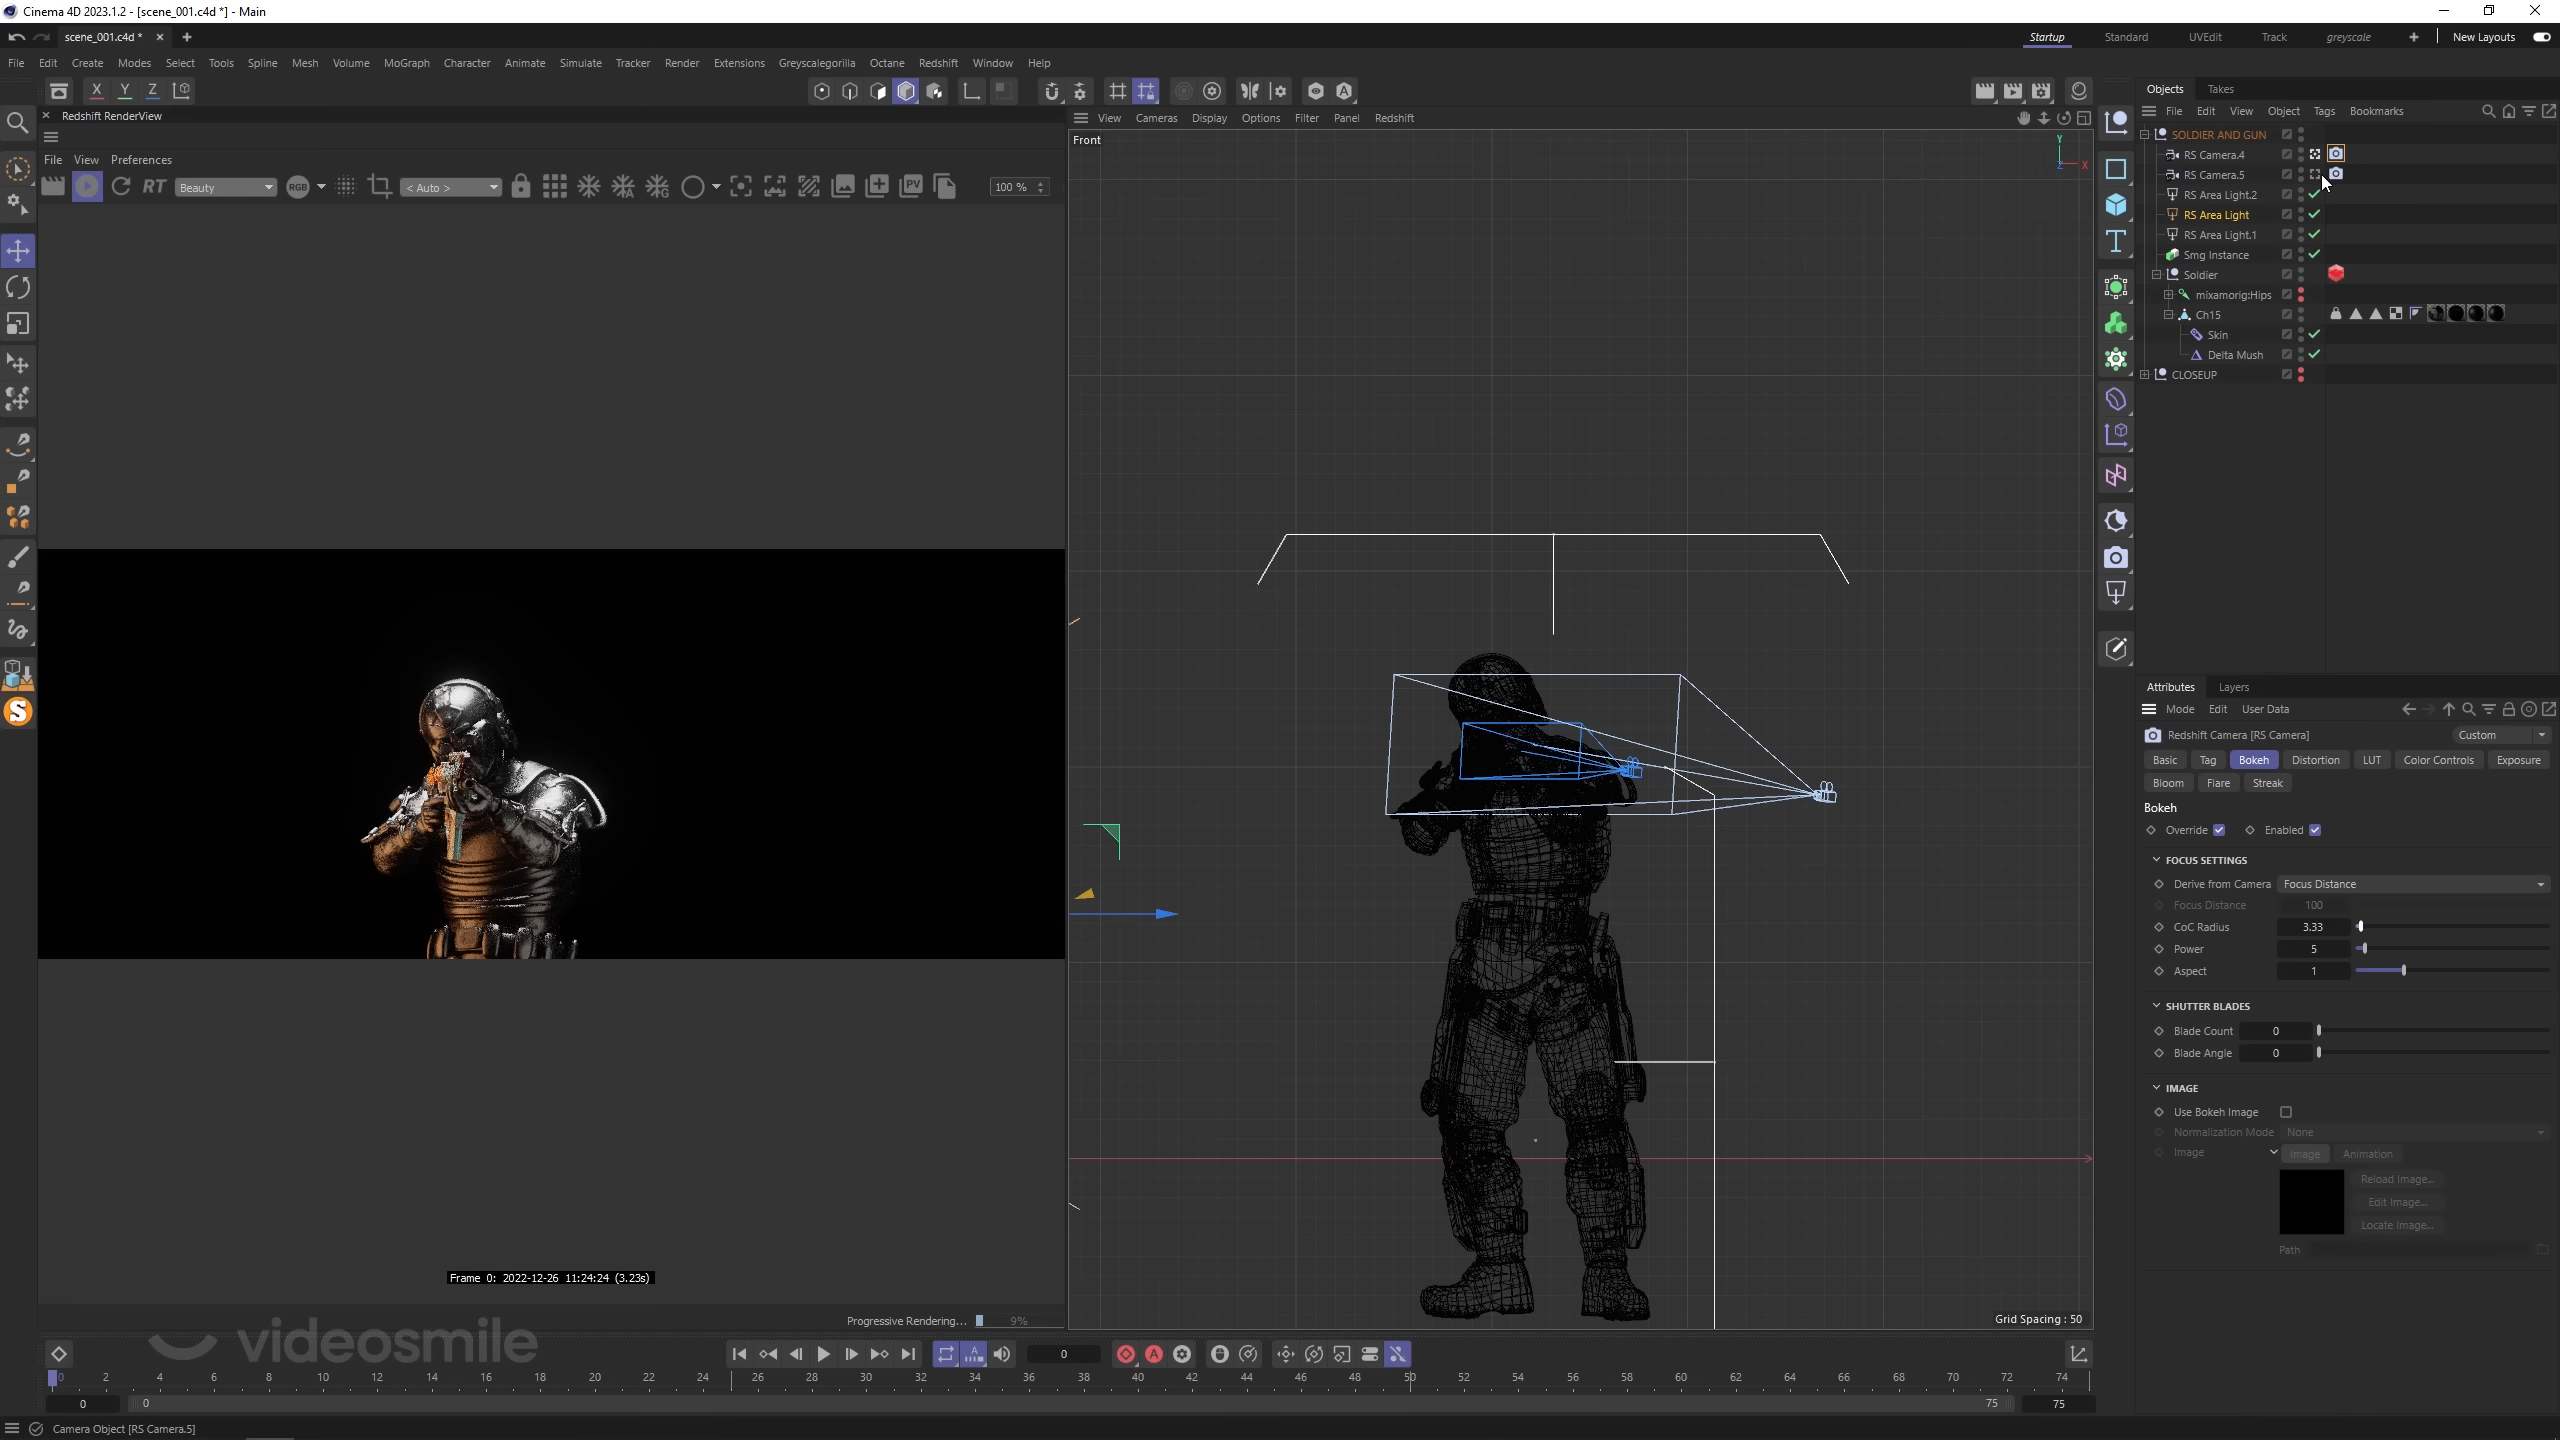 Cinema 4D 2023.1.2 - [scene_001.c4d *] - Main
scene_001.c4d *
Startup Standard UVEdit Track greyscale New Layouts
File Edit Create Modes Select Tools Spline Mesh Volume MoGraph Character Animate Simulate Tracker Render Extensions Greyscalegorilla Octane Redshift Window Help
X Y Z
Redshift RenderView
File View Preferences
RT Beauty RGB < Auto > PV 100 %
View Cameras Display Options Filter Panel Redshift
Front
Y
Z X
Objects Takes
File Edit View Object Tags Bookmarks
SOLDIER AND GUN
RS Camera.4
RS Camera.5
RS Area Light.2
RS Area Light
RS Area Light.1
Smg Instance
Soldier
mixamorig:Hips
Ch15
Skin
Delta Mush
CLOSEUP
Attributes Layers
Mode Edit User Data
Redshift Camera [RS Camera] Custom
Basic Tag Bokeh Distortion LUT Color Controls Exposure
Bloom Flare Streak
Bokeh
Override Enabled
FOCUS SETTINGS
Derive from Camera Focus Distance
Focus Distance 100
CoC Radius 3.33
Power 5
Aspect 1
SHUTTER BLADES
Blade Count 0
Blade Angle 0
IMAGE
Use Bokeh Image
Normalization Mode None
Image Image Animation
Reload Image...
Edit Image...
Locate Image...
Path
Frame 0: 2022-12-26 11:24:24 (3.23s)
Progressive Rendering... 9%
Grid Spacing : 50
videosmile
0
0 2 4 6 8 10 12 14 16 18 20 22 24 26 28 30 32 34 36 38 40 42 44 46 48 50 52 54 56 58 60 62 64 66 68 70 72 74
0 0 75 75
Camera Object [RS Camera.5]